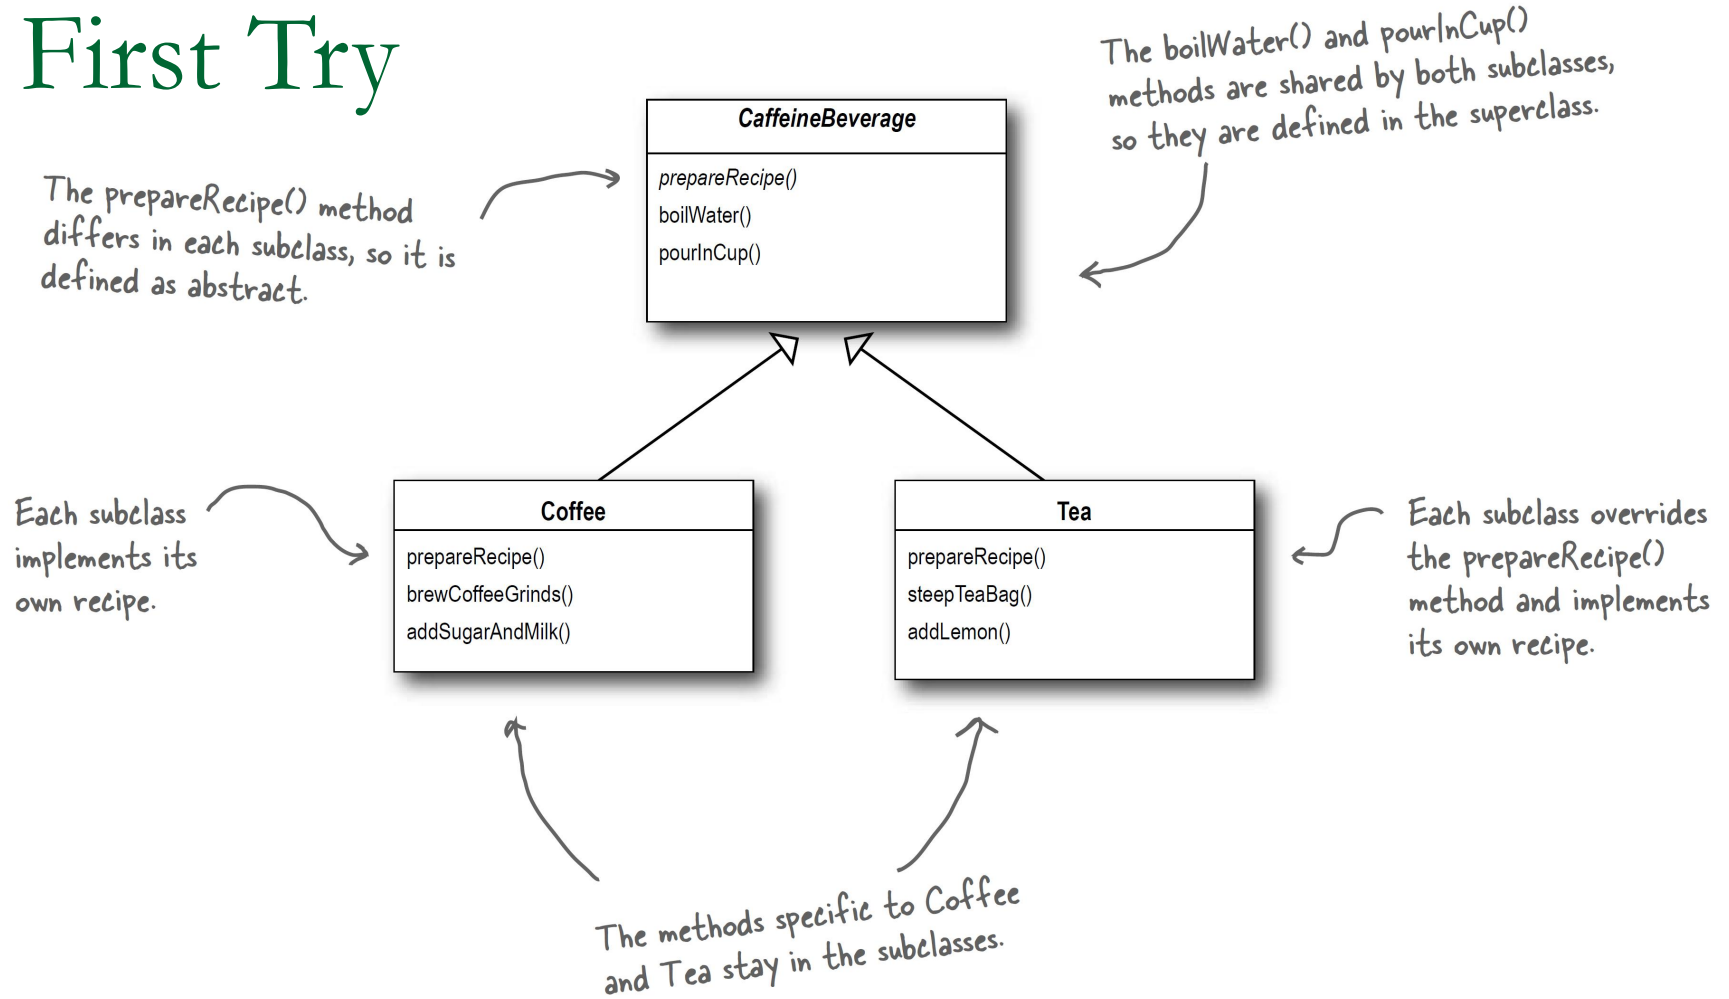 First Try
The boilWater() and pourInCup()
methods are shared by both subclasses,
so they are defined in the superclass.
The prepareRecipe() method
differs in each subclass, so it is
defined as abstract.
CaffeineBeverage
prepareRecipe()
boilWater()
pourInCup()
Each subclass
implements its
own recipe.
Coffee
prepareRecipe()
brewCoffeeGrinds()
addSugarAndMilk()
Tea
prepareRecipe()
steepTeaBag()
addLemon()
Each subclass overrides
the prepareRecipe()
method and implements
its own recipe.
The methods specific to Coffee
and Tea stay in the subclasses.